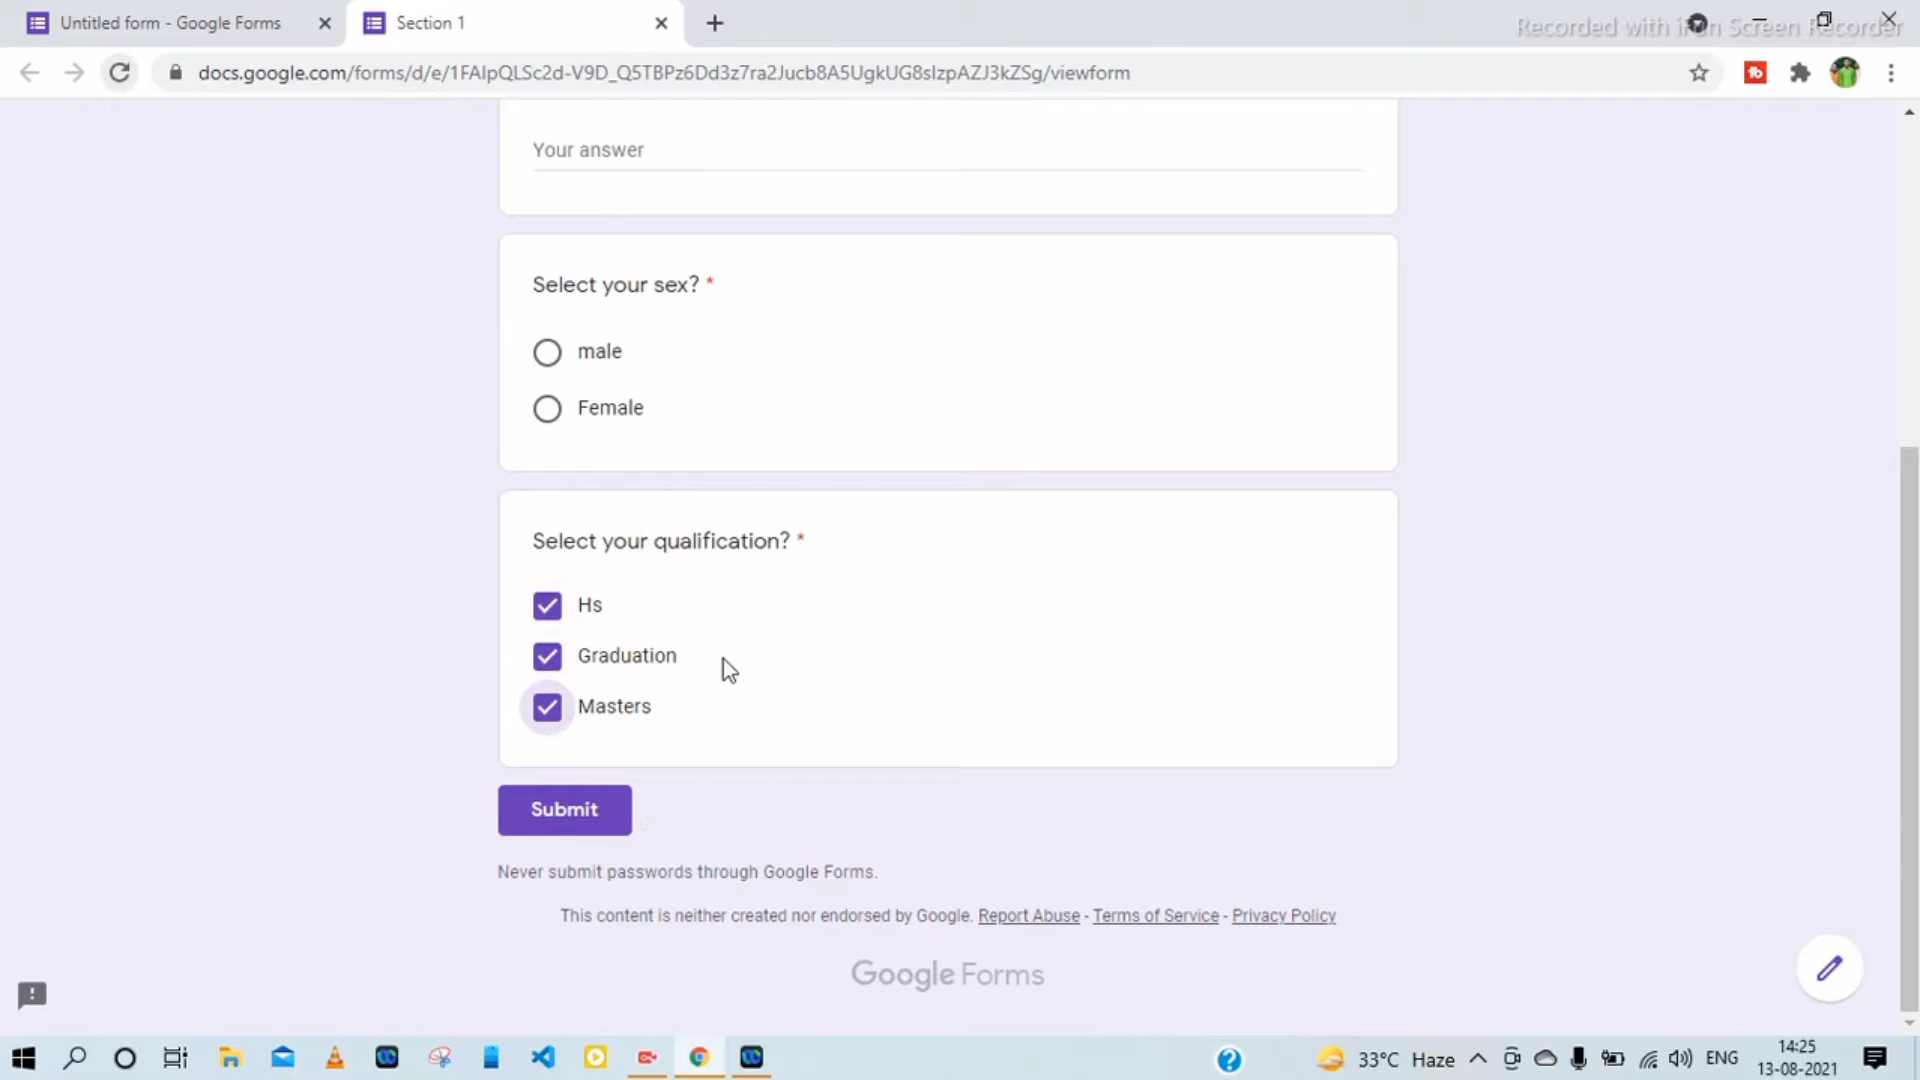 Untitled form - Google Forms
Section 1
Recorded with iFun Screen Recorder
docs.google.com/forms/d/e/1FAIpQLSc2d-V9D_Q5TBPz6Dd3z7ra2Jucb8A5UgkUG8sIzpAZJ3kZSg/viewform
Your answer
Select your sex? *
male
Female
Select your qualification? *
Hs
Graduation
Masters
Submit
Never submit passwords through Google Forms.
This content is neither created nor endorsed by Google. Report Abuse - Terms of Service - Privacy Policy
Google Forms
33°C Haze
ENG
14:25
13-08-2021